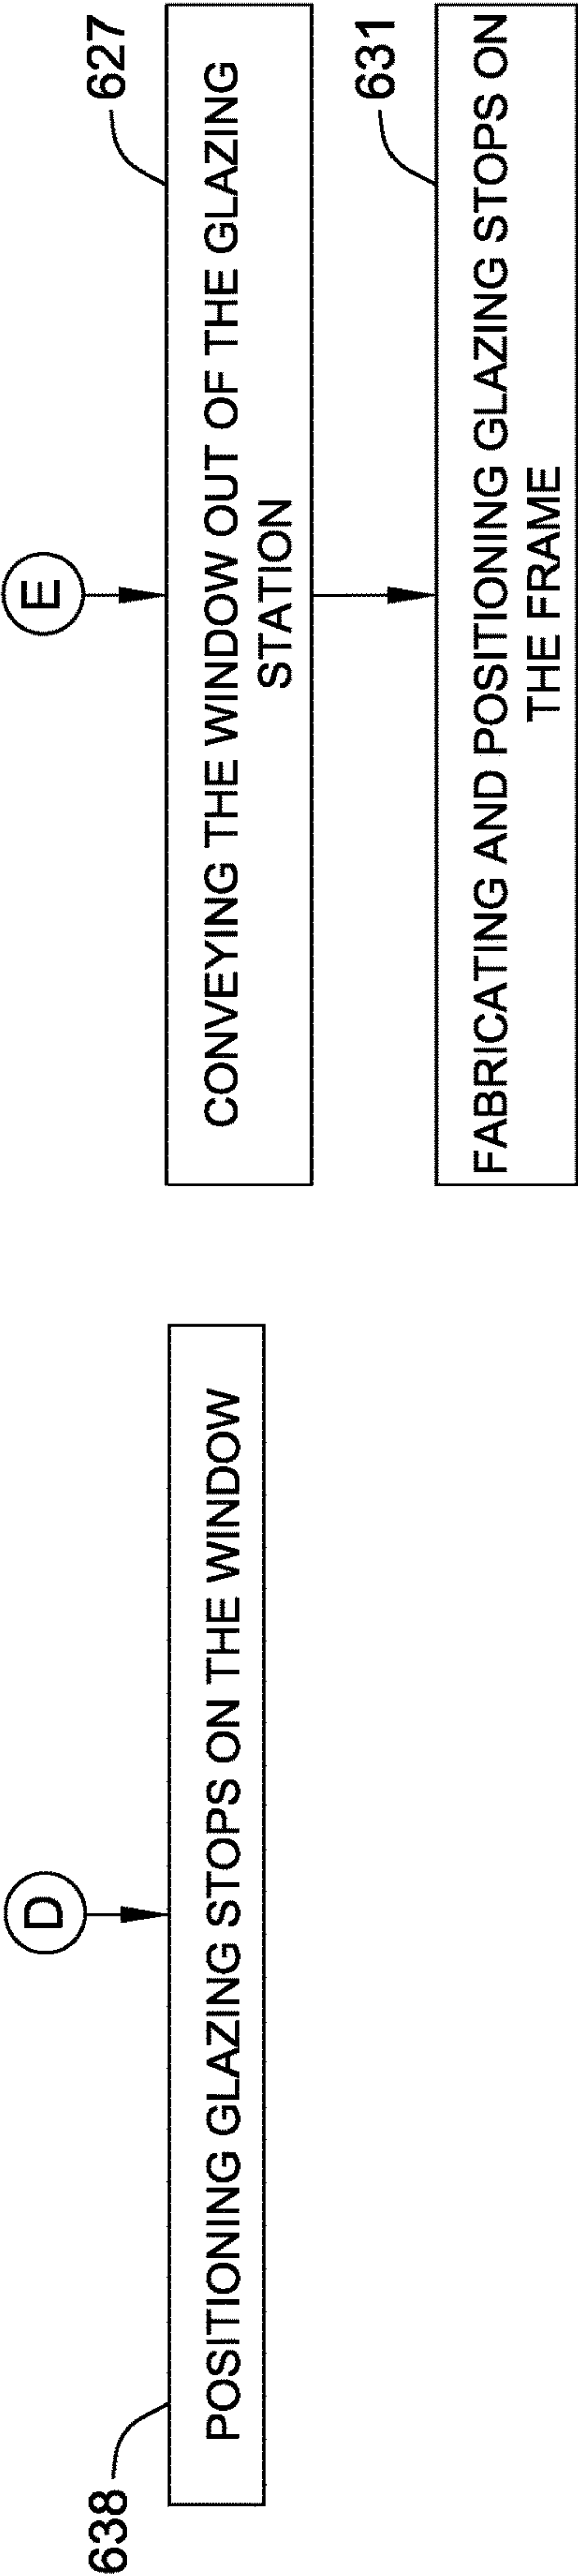 D
638
POSITIONING GLAZING STOPS ON THE WINDOW
E
627
CONVEYING THE WINDOW OUT OF THE GLAZING
STATION
631
FABRICATING AND POSITIONING GLAZING STOPS ON
THE FRAME